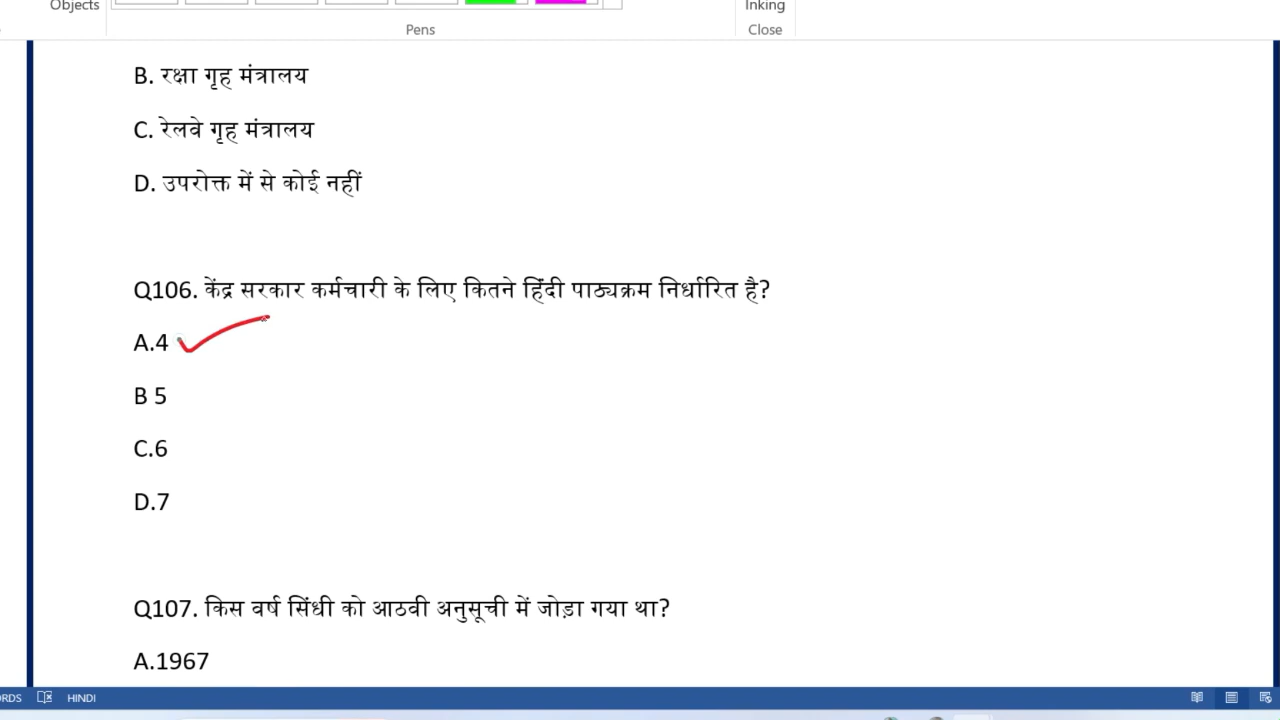 Objects
Inking
Pens
Close
B. रक्षा गृह मंत्रालय
C. रेलवे गृह मंत्रालय
D. उपरोक्त में से कोई नहीं
Q106. केंद्र सरकार कर्मचारी के लिए कितने हिंदी पाठ्यक्रम निर्धारित है?
A.4
B 5
C.6
D.7
Q107. किस वर्ष सिंधी को आठवी अनुसूची में जोड़ा गया था?
A.1967
HINDI